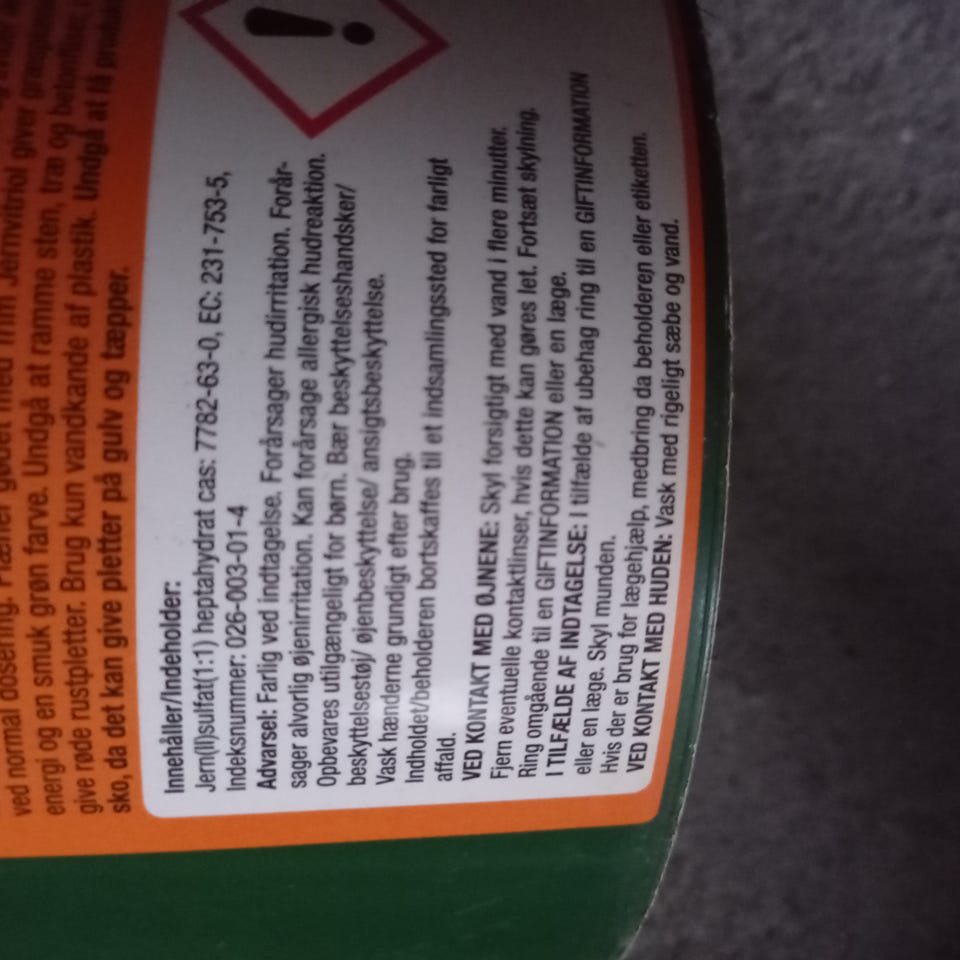 ved normal dosering. Plæner gødet med Jernvitriol giver
energi og en smuk grøn farve. Undgå at ramme sten, træ og betonfliser,
give røde rustpletter. Brug kun vandkande af plastik. Undgå at få produktet
sko, da det kan give pletter på gulv og tæpper.
Innehåller/Indeholder:
Jern(II)sulfat(1:1) heptahydrat cas: 7782-63-0, EC: 231-753-5,
Indeksnummer: 026-003-01-4
Advarsel: Farlig ved indtagelse. Forårsager hudirritation. Forår-
sager alvorlig øjenirritation. Kan forårsage allergisk hudreaktion.
Opbevares utilgængeligt for børn. Bær beskyttelseshandsker/
beskyttelsestøj/ øjenbeskyttelse/ ansigtsbeskyttelse.
Vask hænderne grundigt efter brug.
Indholdet/beholderen bortskaffes til et indsamlingssted for farligt
affald.
VED KONTAKT MED ØJNENE: Skyl forsigtigt med vand i flere minutter.
Fjern eventuelle kontaktlinser, hvis dette kan gøres let. Fortsæt skylning.
Ring omgående til en GIFTINFORMATION eller en læge.
I TILFÆLDE AF INDTAGELSE: I tilfælde af ubehag ring til en GIFTINFORMATION
eller en læge. Skyl munden.
Hvis der er brug for lægehjælp, medbring da beholderen eller etiketten.
VED KONTAKT MED HUDEN: Vask med rigeligt sæbe og vand.